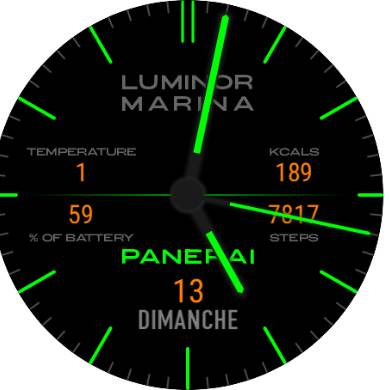 LUMINOR
MARINA
TEMPERATURE
1
KCALS
189
59
% OF BATTERY
7817
STEPS
PANERAI
13
DIMANCHE